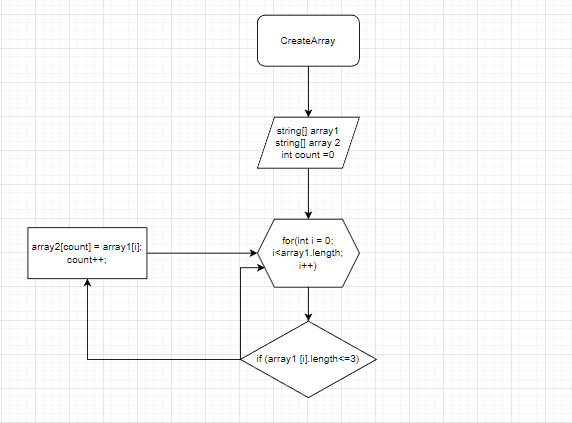 CreateArray
string[] array1
string[] array 2
int count =0
for(int i = 0;
i<array1.length;
i++)
array2[count] = array1[i];
count++;
if (array1 [i].length<=3)